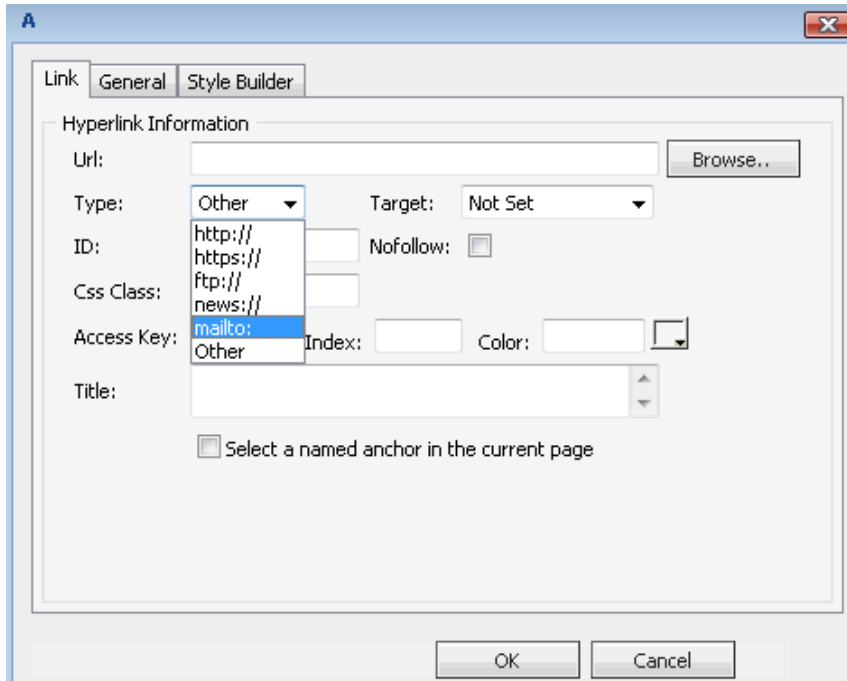 A
Link General Style Builder
Hyperlink Information
Url: Browse..
Type: Other Target: Not Set
http://
ID: Nofollow:
https://
ftp://
Css Class:
news://
mailto:
Access Key: Index: Color:
Other
Title:
Select a named anchor in the current page
OK Cancel